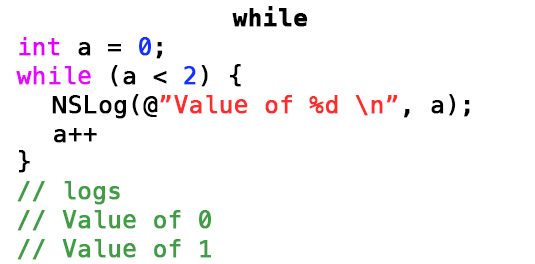 while
int a = 0;
while (a < 2) {
NSLog(@”Value of %d \n”, a);
a++
}
// logs
// Value of 0
// Value of 1